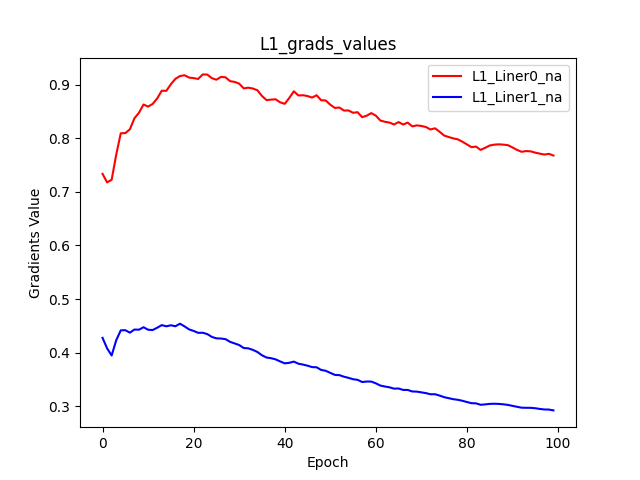 L1_grads_values
L1_Liner0_na
L1_Liner1_na
Gradients Value
0.9
0.8
0.7
0.6
0.5
0.4
0.3
0 20 40 60 80 100
Epoch